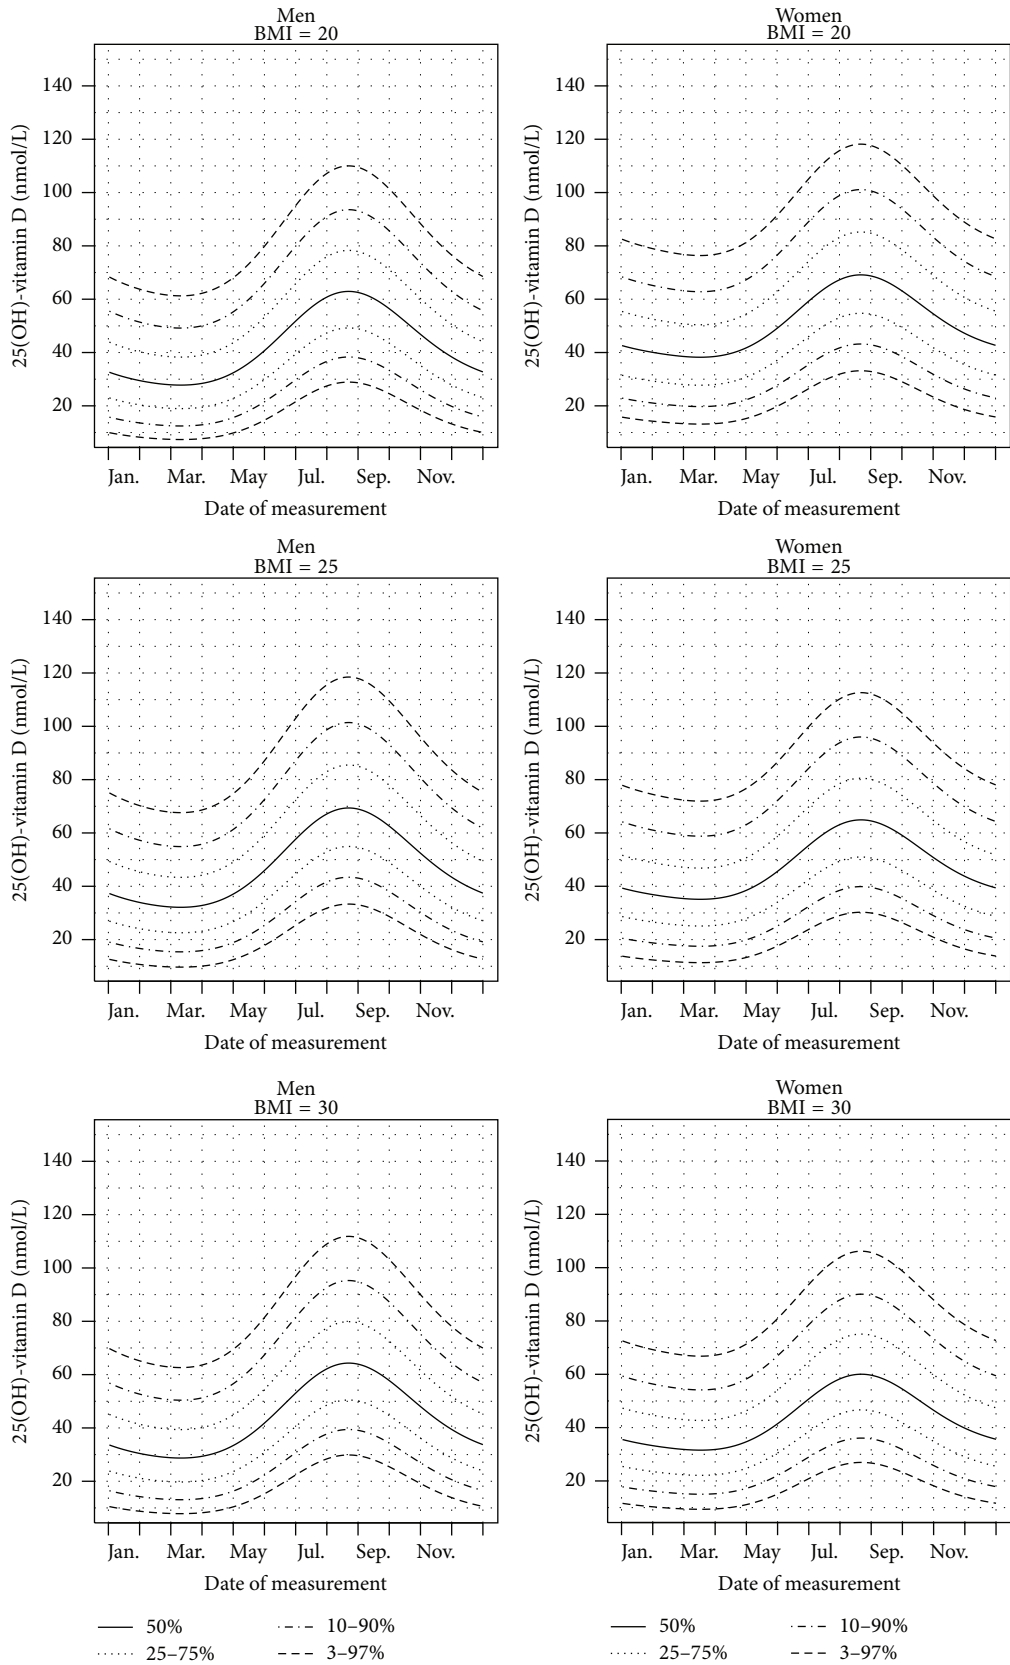 Men
BMI = 20
140
120
100
80
60
40
20
25(OH)-vitamin D (nmol/L)
Jan. Mar. May Jul. Sep. Nov.
Date of measurement
Women
BMI = 20
140
120
100
80
60
40
20
25(OH)-vitamin D (nmol/L)
Jan. Mar. May Jul. Sep. Nov.
Date of measurement
Men
BMI = 25
140
120
100
80
60
40
20
25(OH)-vitamin D (nmol/L)
Jan. Mar. May Jul. Sep. Nov.
Date of measurement
Women
BMI = 25
140
120
100
80
60
40
20
25(OH)-vitamin D (nmol/L)
Jan. Mar. May Jul. Sep. Nov.
Date of measurement
Men
BMI = 30
140
120
100
80
60
40
20
25(OH)-vitamin D (nmol/L)
Jan. Mar. May Jul. Sep. Nov.
Date of measurement
Women
BMI = 30
140
120
100
80
60
40
20
25(OH)-vitamin D (nmol/L)
Jan. Mar. May Jul. Sep. Nov.
Date of measurement
50% 10–90%
25–75% 3–97%
50% 10–90%
25–75% 3–97%